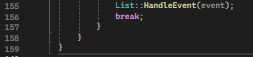 155 List::HandleEvent(event);
156 break;
157 }
158 }
159 }